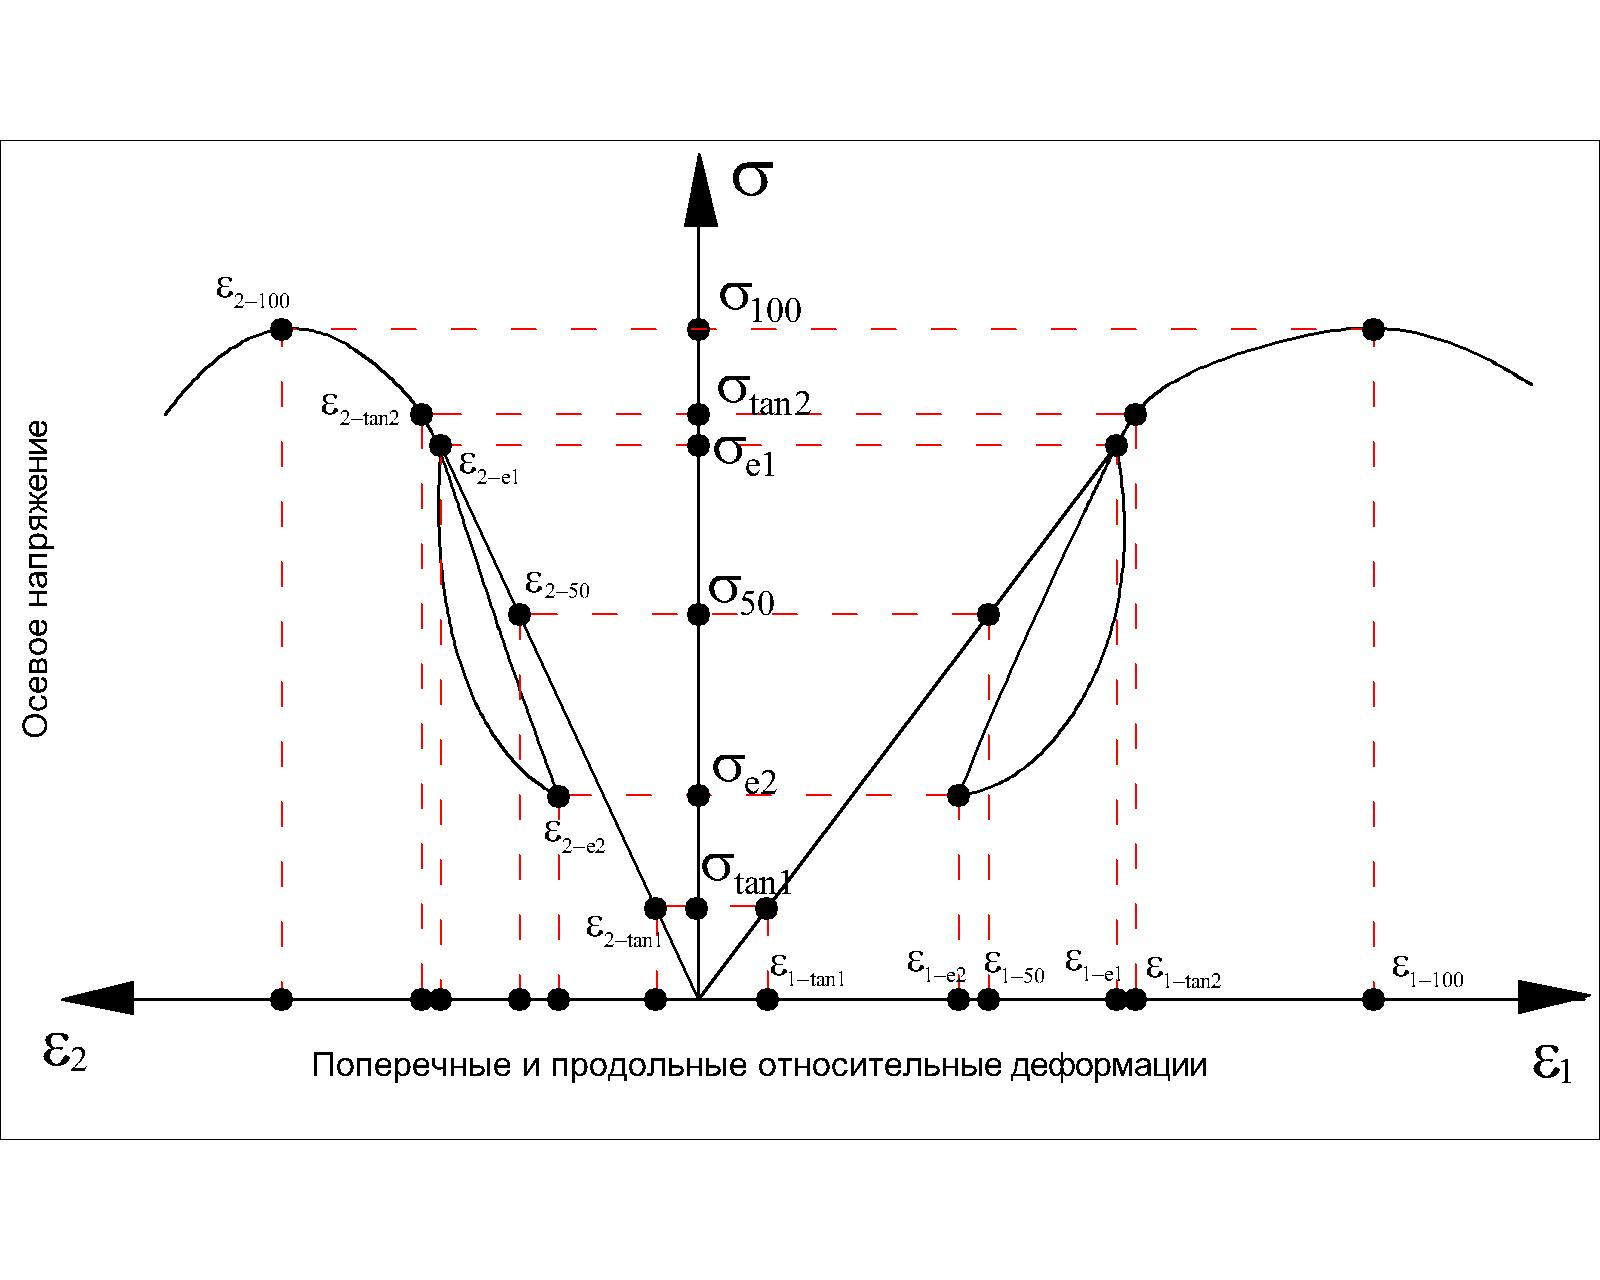 σ
ε2–100
σ100
ε2–tan2
σtan2
ε2–e1
σe1
Осевое напряжение
ε2–50
σ50
σe2
ε2–e2
σtan1
ε2–tan1
ε1–tan1
ε1–e2
ε1–50
ε1–e1
ε1–tan2
ε1–100
ε2
Поперечные и продольные относительные деформации
ε1